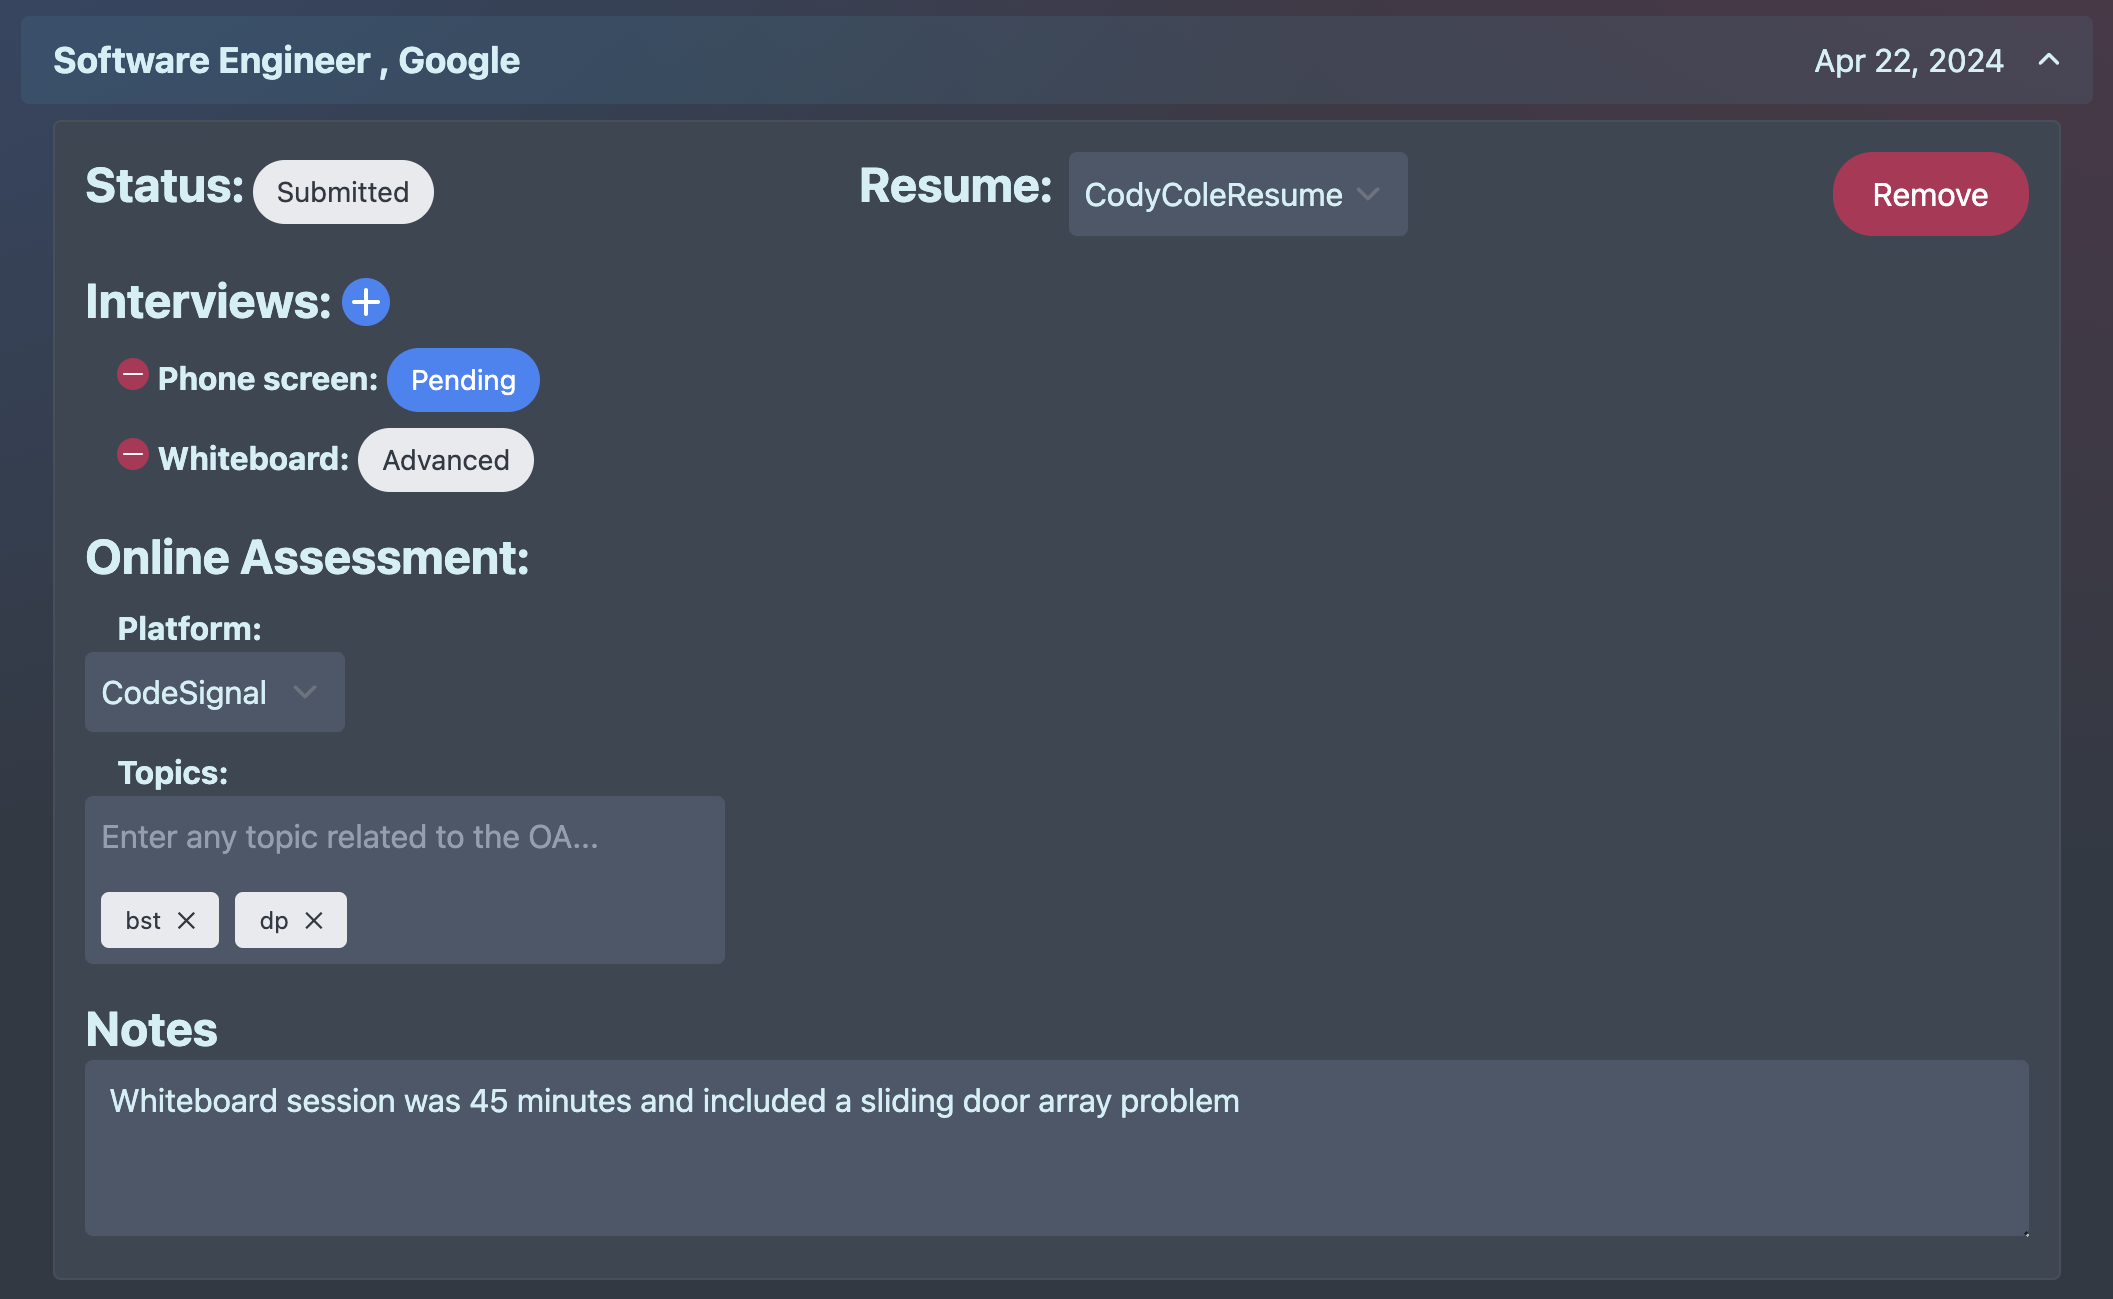 Software Engineer , Google
Apr 22, 2024
Status: Submitted
Resume: CodyColeResume
Remove
Interviews:
Phone screen: Pending
Whiteboard: Advanced
Online Assessment:
Platform:
CodeSignal
Topics:
Enter any topic related to the OA...
bst
dp
Notes
Whiteboard session was 45 minutes and included a sliding door array problem